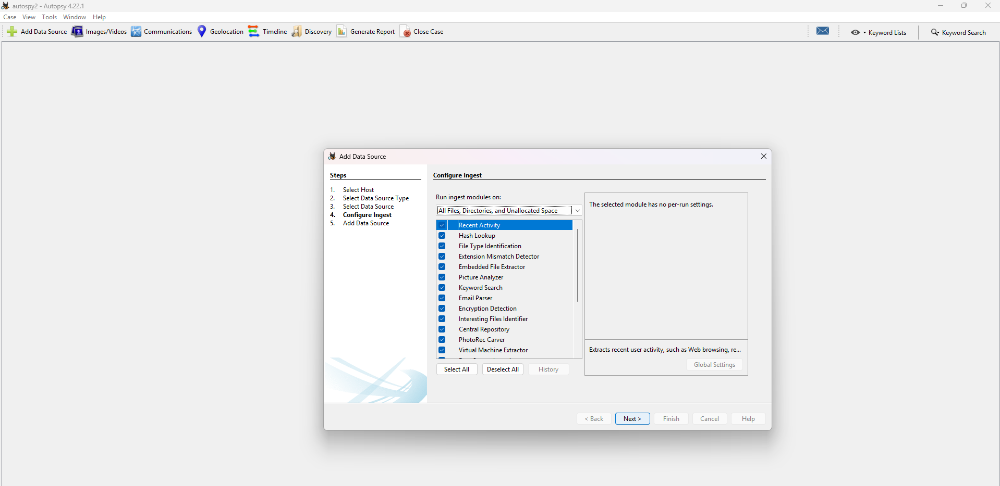 autospy2 - Autopsy 4.22.1
Case View Tools Window Help
Add Data Source Images/Videos Communications Geolocation Timeline Discovery Generate Report Close Case Keyword Lists Keyword Search
Add Data Source
Steps
1. Select Host
2. Select Data Source Type
3. Select Data Source
4. Configure Ingest
5. Add Data Source
Configure Ingest
Run ingest modules on:
All Files, Directories, and Unallocated Space
Recent Activity
Hash Lookup
File Type Identification
Extension Mismatch Detector
Embedded File Extractor
Picture Analyzer
Keyword Search
Email Parser
Encryption Detection
Interesting Files Identifier
Central Repository
PhotoRec Carver
Virtual Machine Extractor
Select All Deselect All History
The selected module has no per-run settings.
Extracts recent user activity, such as Web browsing, re...
Global Settings
< Back Next > Finish Cancel Help